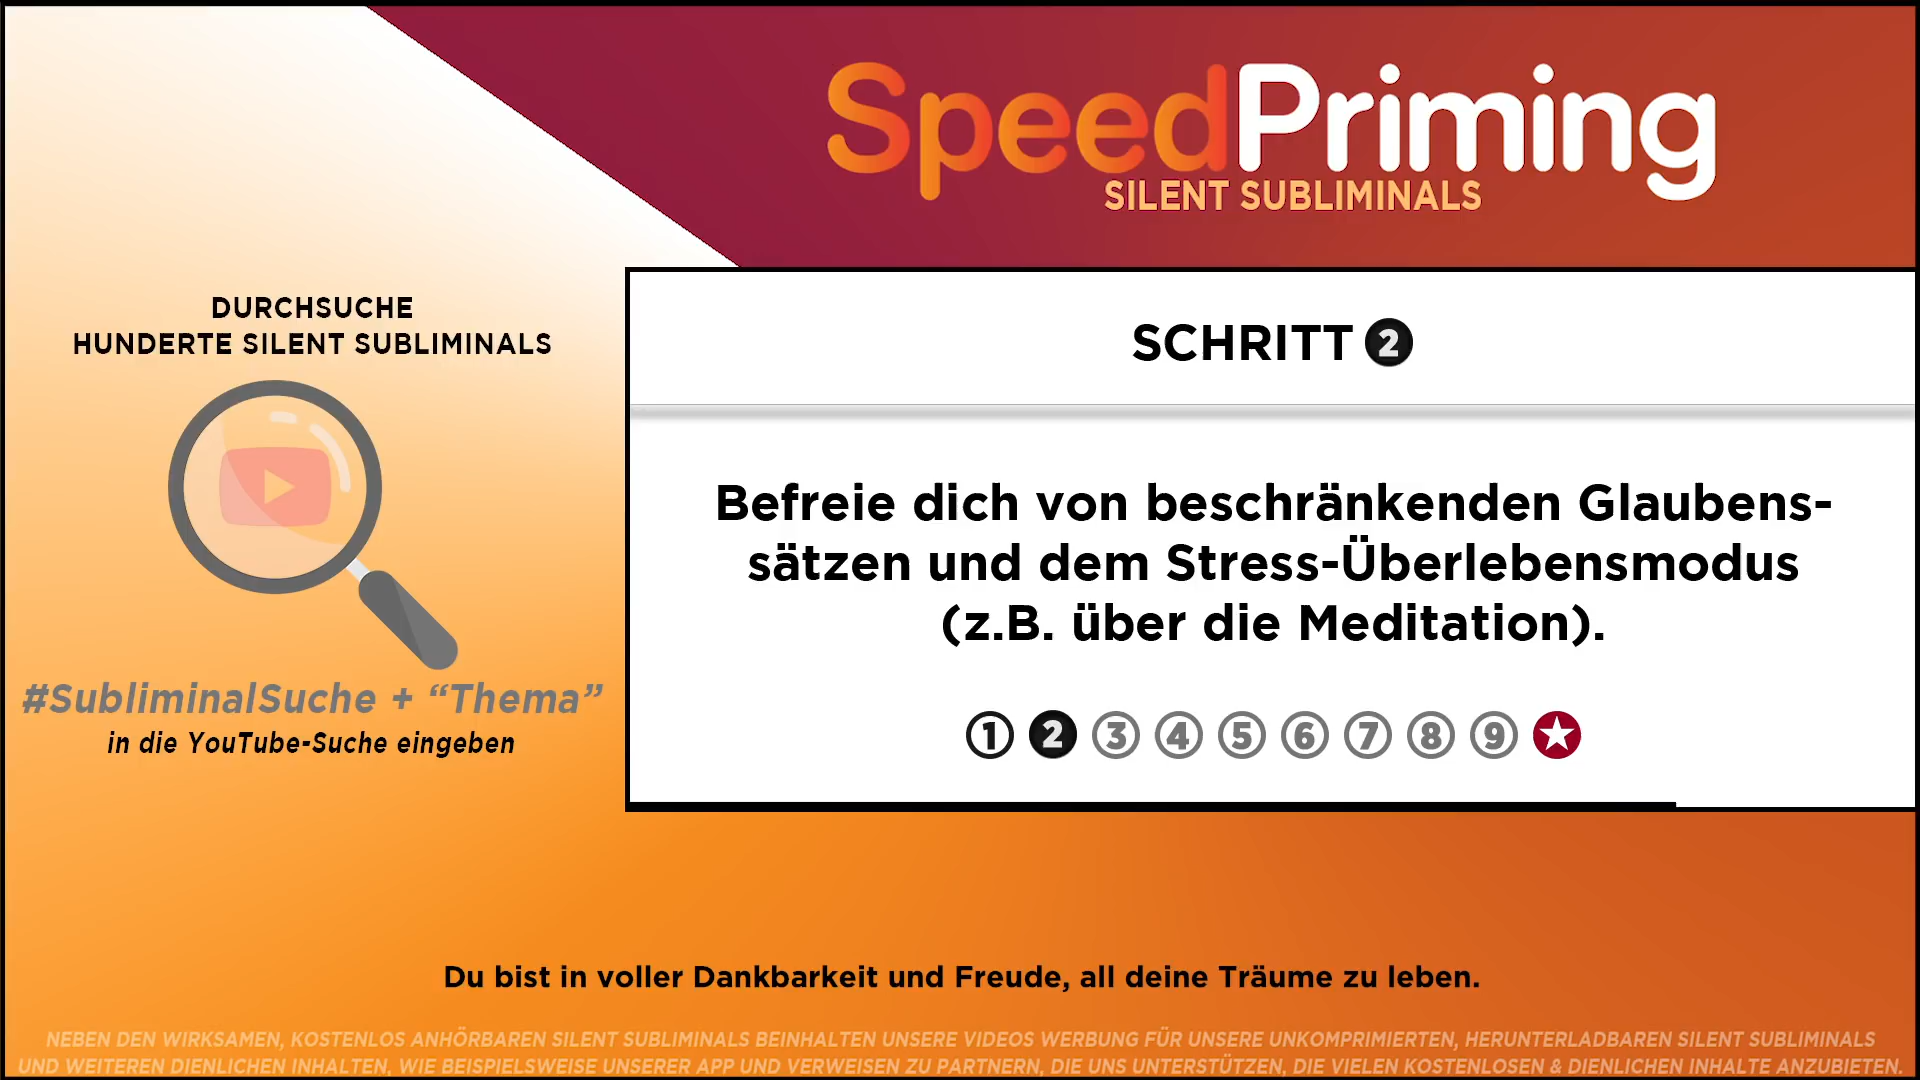 SpeedPriming
SILENT SUBLIMINALS
DURCHSUCHE
HUNDERTE SILENT SUBLIMINALS
#SubliminalSuche + “Thema”
in die YouTube-Suche eingeben
SCHRITT 2
Befreie dich von beschränkenden Glaubens-
sätzen und dem Stress-Überlebensmodus
(z.B. über die Meditation).
1 2 3 4 5 6 7 8 9
Du bist in voller Dankbarkeit und Freude, all deine Träume zu leben.
NEBEN DEN WIRKSAMEN, KOSTENLOS ANHÖRBAREN SILENT SUBLIMINALS BEINHALTEN UNSERE VIDEOS WERBUNG FÜR UNSERE UNKOMPRIMIERTEN, HERUNTERLADBAREN SILENT SUBLIMINALS
UND WEITEREN DIENLICHEN INHALTEN, WIE BEISPIELSWEISE UNSERER APP UND VERWEISEN ZU PARTNERN, DIE UNS UNTERSTÜTZEN, DIE VIELEN KOSTENLOSEN & DIENLICHEN INHALTE ANZUBIETEN.